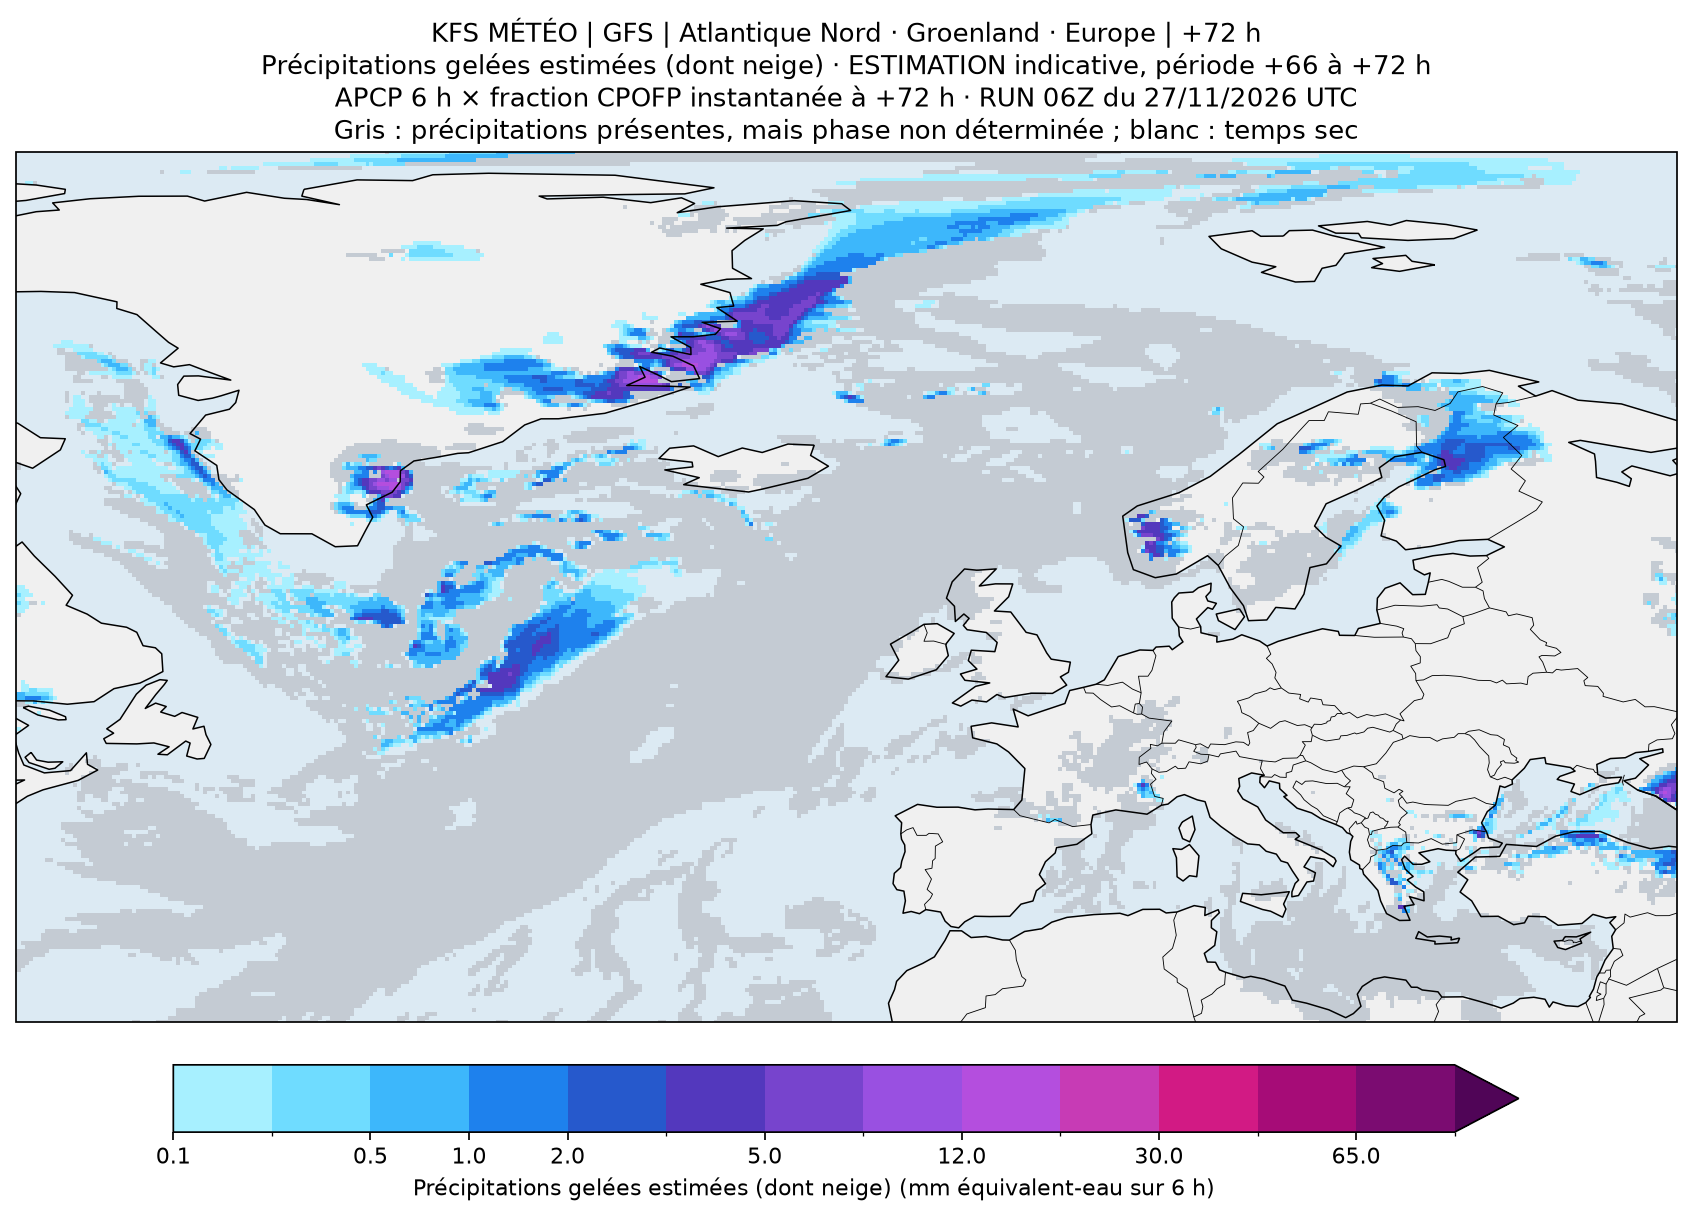 KFS MÉTÉO | GFS | Atlantique Nord · Groenland · Europe | +72 h
Précipitations gelées estimées (dont neige) · ESTIMATION indicative, période +66 à +72 h
APCP 6 h × fraction CPOFP instantanée à +72 h · RUN 06Z du 27/11/2026 UTC
Gris : précipitations présentes, mais phase non déterminée ; blanc : temps sec
0.1 0.5 1.0 2.0 5.0 12.0 30.0 65.0
Précipitations gelées estimées (dont neige) (mm équivalent-eau sur 6 h)